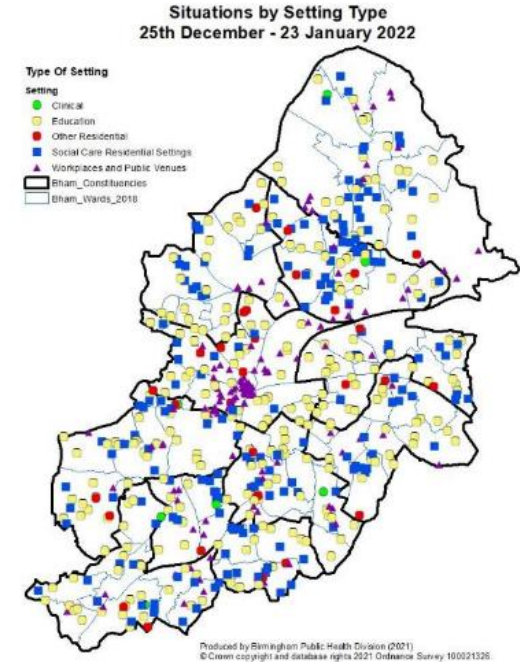 Situations by Setting Type
25th December - 23 January 2022
Type Of Setting
Setting
Clinical
Education
Other Residential
Social Care Residential Settings
Workplaces and Public Venues
Bham_Constituencies
Bham_Wards_2018
Produced by Birmingham Public Health Division (2021)
© Crown copyright and database rights 2021 Ordnance Survey 100021326